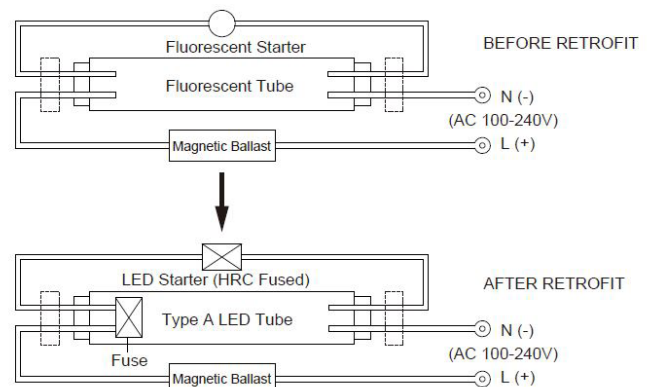 Fluorescent Starter
BEFORE RETROFIT
Fluorescent Tube
N (-)
(AC 100-240V)
Magnetic Ballast
L (+)
LED Starter (HRC Fused)
AFTER RETROFIT
Type A LED Tube
N (-)
Fuse
(AC 100-240V)
Magnetic Ballast
L (+)